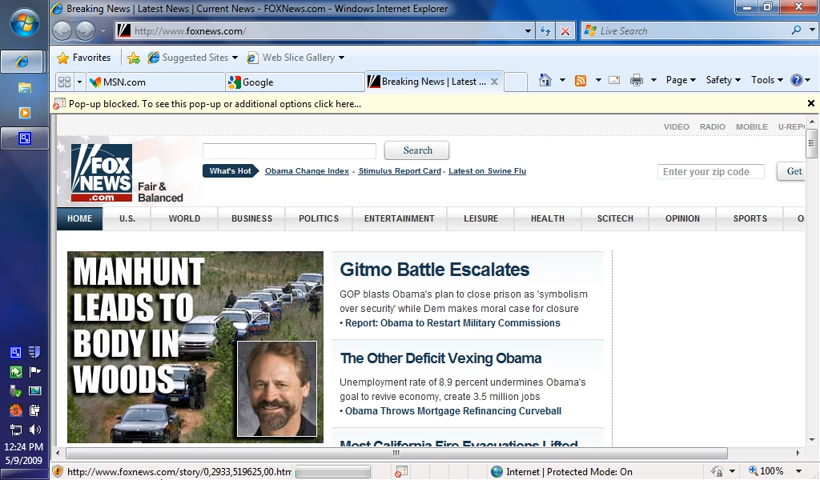 Breaking News | Latest News | Current News - FOXNews.com - Windows Internet Explorer
http://www.foxnews.com/
Live Search
Favorites
Suggested Sites
Web Slice Gallery
MSN.com
Google
Breaking News | Latest ...
Page
Safety
Tools
Pop-up blocked. To see this pop-up or additional options click here...
VIDEO RADIO MOBILE U-REPO
FOX
NEWS
.com
Fair &
Balanced
Search
What's Hot
Obama Change Index - Stimulus Report Card - Latest on Swine Flu
Enter your zip code
Get
HOME U.S. WORLD BUSINESS POLITICS ENTERTAINMENT LEISURE HEALTH SCITECH OPINION SPORTS O
MANHUNT
LEADS TO
BODY IN
WOODS
Gitmo Battle Escalates
GOP blasts Obama's plan to close prison as 'symbolism
over security' while Dem makes moral case for closure
• Report: Obama to Restart Military Commissions
The Other Deficit Vexing Obama
Unemployment rate of 8.9 percent undermines Obama's
goal to revive economy, create 3.5 million jobs
• Obama Throws Mortgage Refinancing Curveball
Most California Fire Evacuations Lifted
12:24 PM
5/9/2009
http://www.foxnews.com/story/0,2933,519625,00.htm
Internet | Protected Mode: On
100%